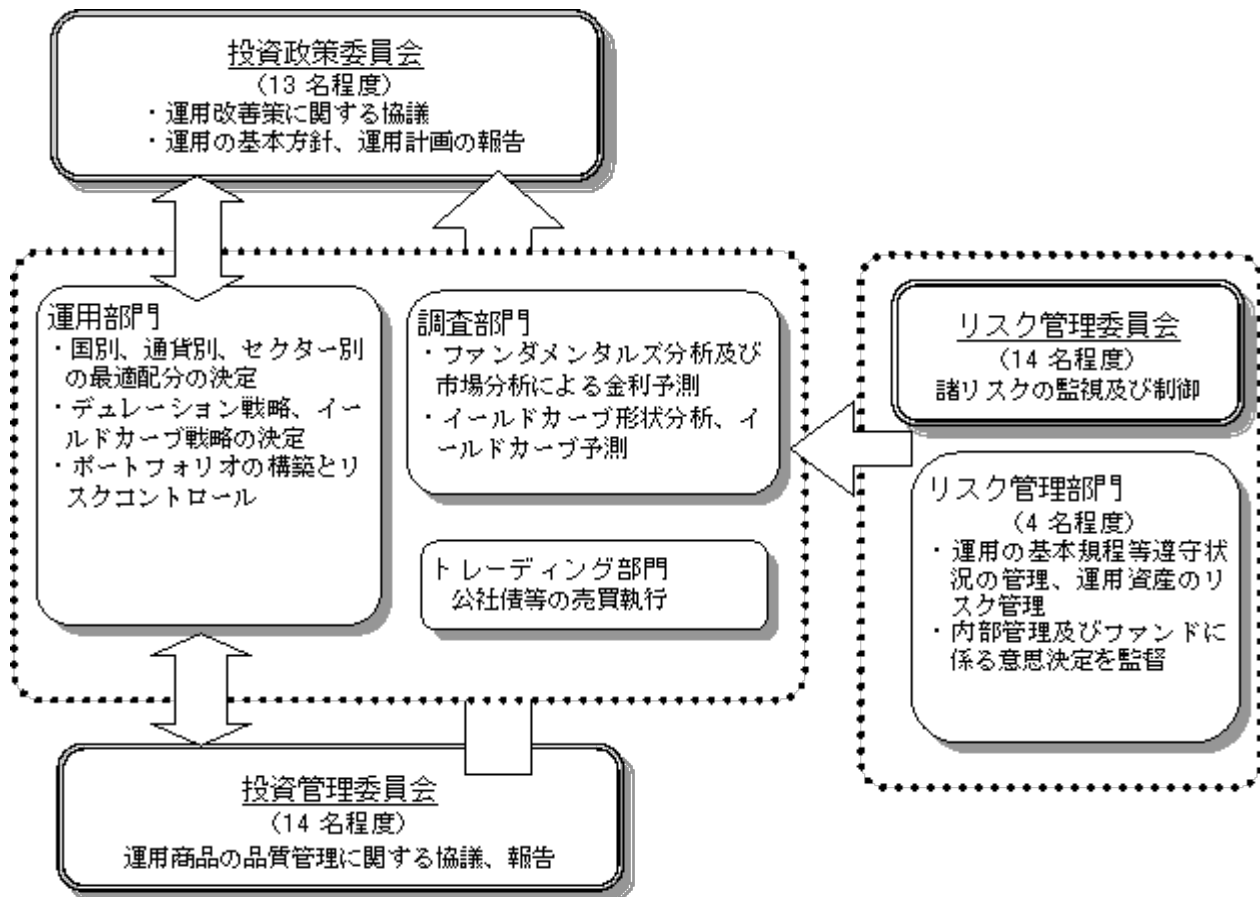 投資政策委員会
(13 名程度)
・運用改善策に関する協議
・運用の基本方針、運用計画の報告
運用部門
・国別、通貨別、セクター別
の最適配分の決定
・デュレーション戦略、イー
ルドカーブ戦略の決定
・ポートフォリオの構築とリ
スクコントロール
調査部門
・ファンダメンタルズ分析及び
市場分析による金利予測
・イールドカーブ形状分析、イ
ールドカーブ予測
トレーディング部門
公社債等の売買執行
リスク管理委員会
(14 名程度)
諸リスクの監視及び制御
リスク管理部門
(4 名程度)
・運用の基本規程等遵守状
況の管理、運用資産のリ
スク管理
・内部管理及びファンドに
係る意思決定を監督
投資管理委員会
(14 名程度)
運用商品の品質管理に関する協議、報告